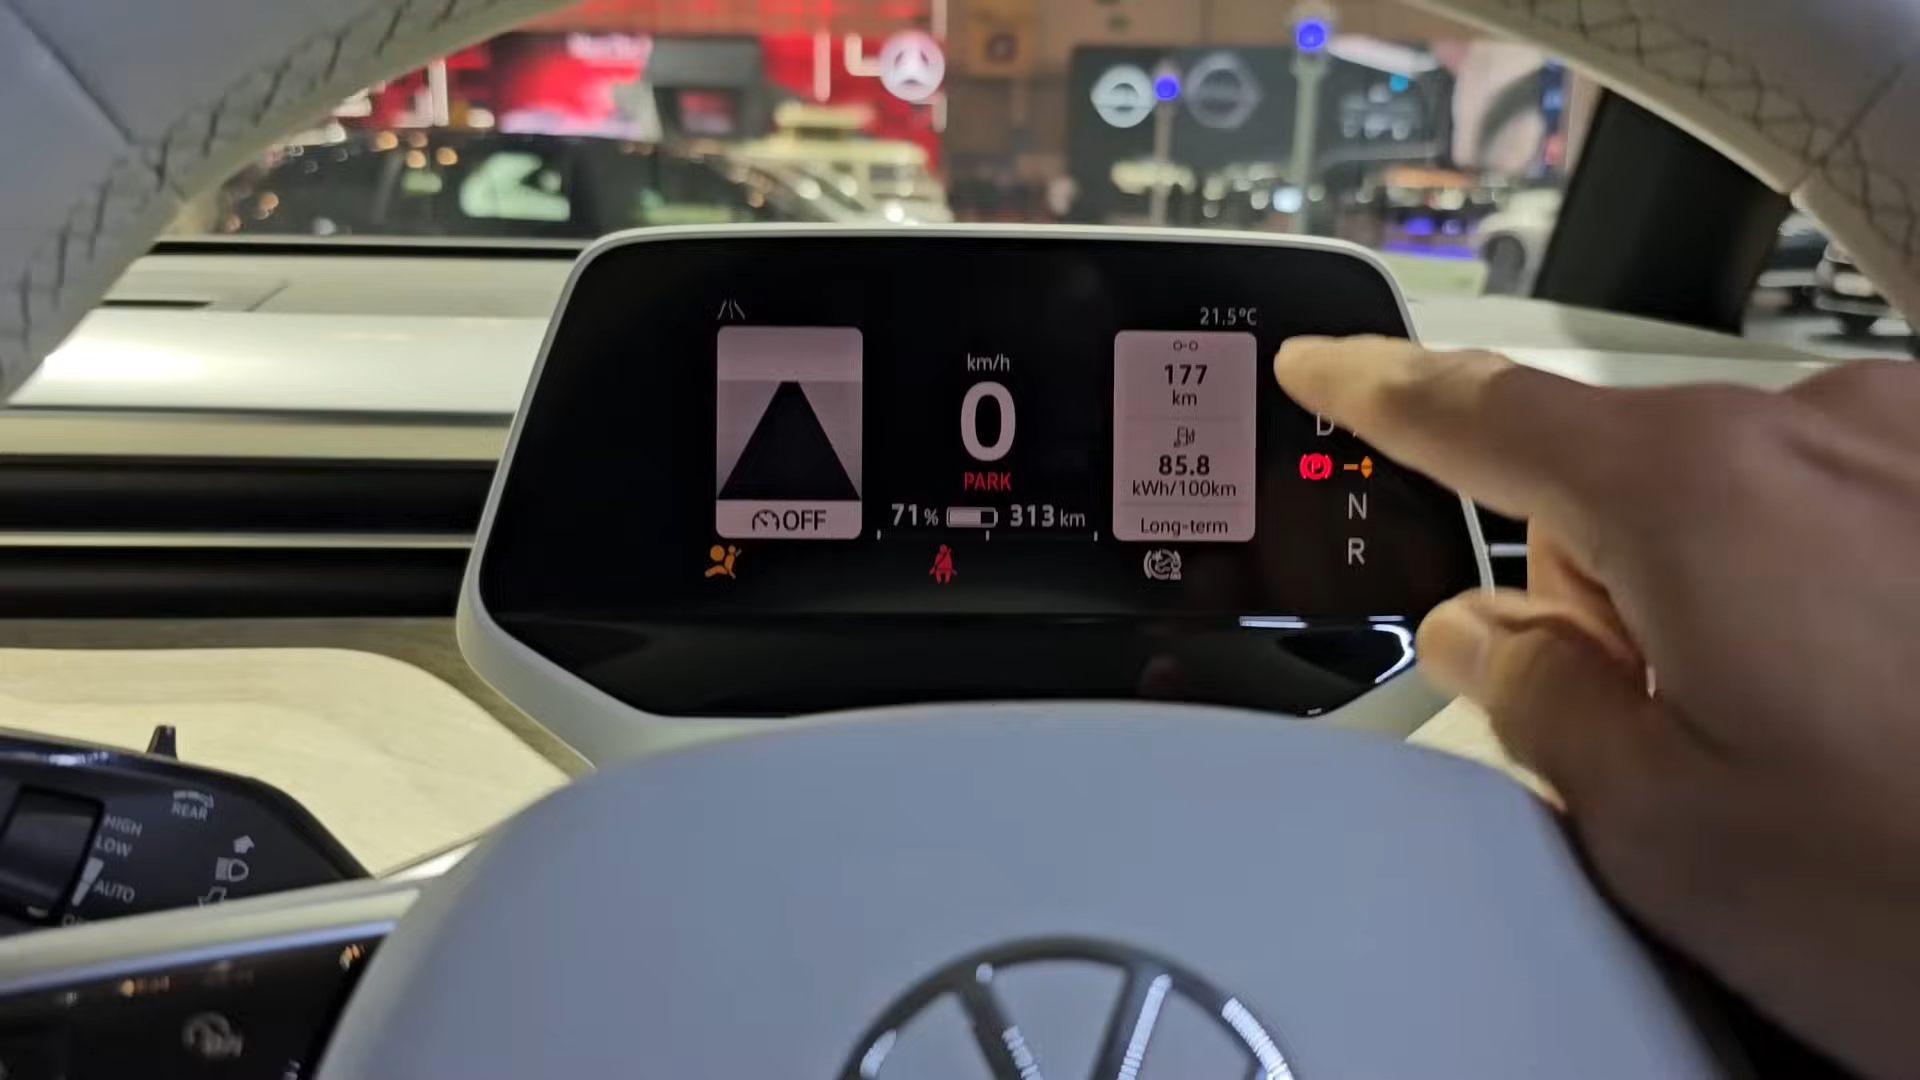 21.5°C
km/h
0
PARK
71% 313 km
OFF
177
km
85.8
kWh/100km
Long-term
D
P
N
R
REAR
HIGH
LOW
AUTO